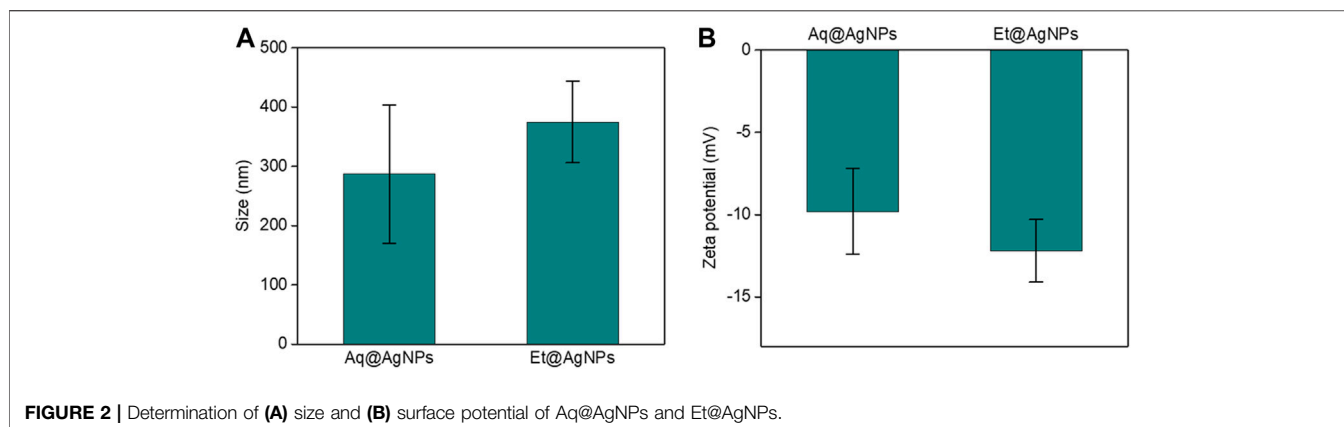 A
500
400
300
200
100
0
Size (nm)
Aq@AgNPs Et@AgNPs
B
Aq@AgNPs Et@AgNPs
0
-5
-10
-15
Zeta potential (mV)
FIGURE 2 | Determination of (A) size and (B) surface potential of Aq@AgNPs and Et@AgNPs.